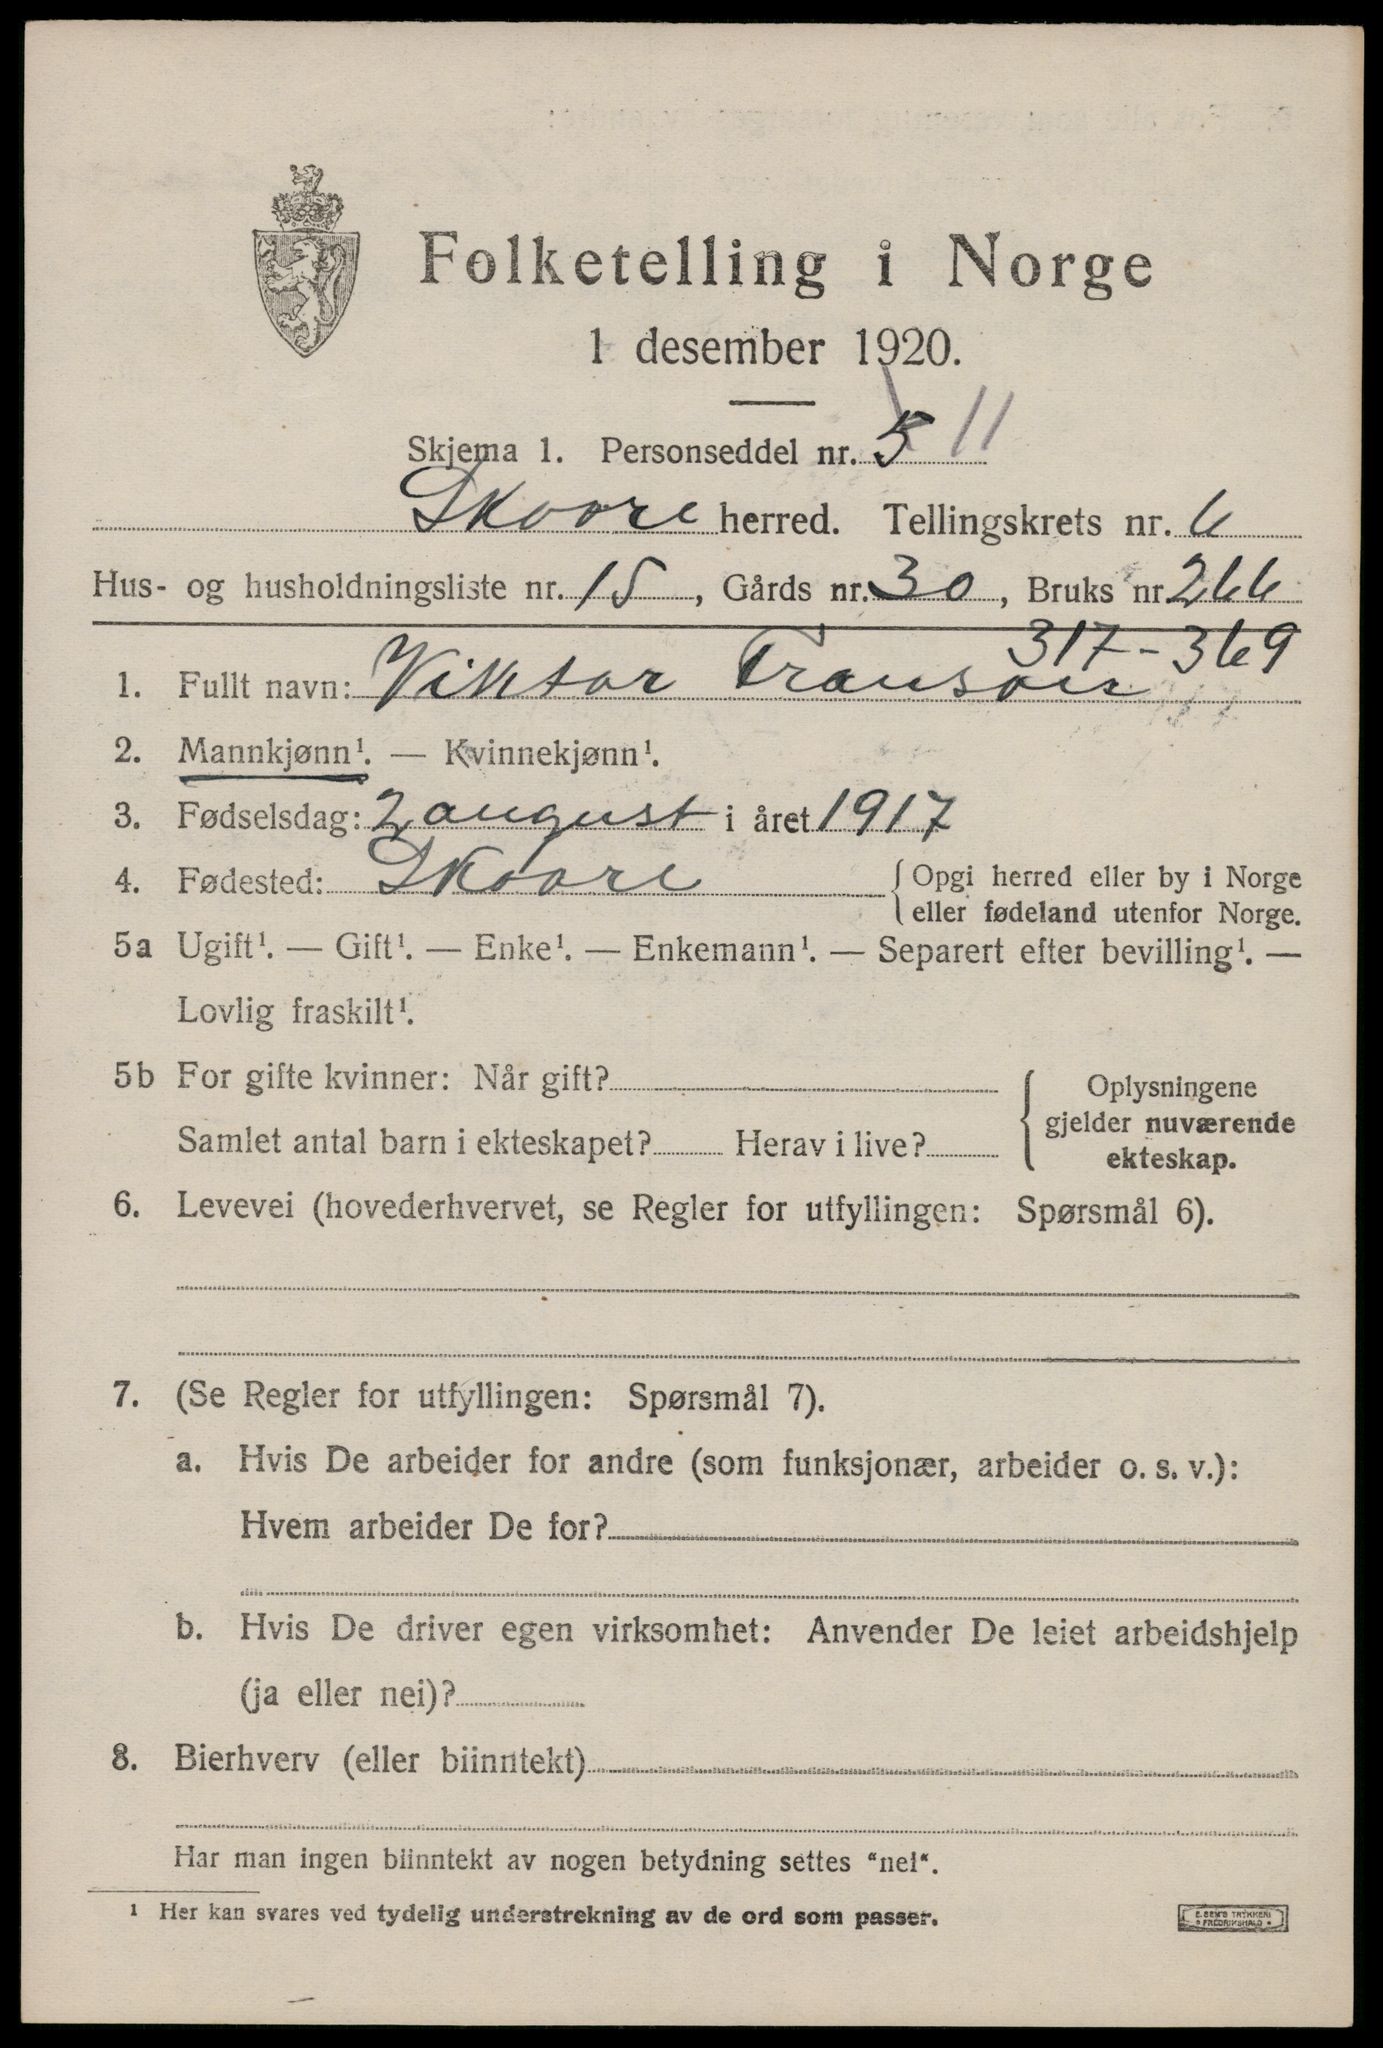 Folketelling i Norge
1 desember 1920.
Skjema 1. Personseddel nr. 5 11
Skaare herred. Tellingskrets nr. 6
Hus- og husholdningsliste nr. 15, Gårds nr. 30, Bruks nr 266
317-369
1. Fullt navn: Viktor Transon
2. Mannkjønn¹. — Kvinnekjønn¹.
3. Fødselsdag: 2 august i året 1917
4. Fødested: Skaare { Opgi herred eller by i Norge
eller fødeland utenfor Norge.
5a Ugift¹. — Gift¹. — Enke¹. — Enkemann¹. — Separert efter bevilling¹. —
Lovlig fraskilt¹.
5b For gifte kvinner: Når gift?
Samlet antal barn i ekteskapet? Herav i live?
Oplysningene
gjelder nuværende
ekteskap.
6. Levevei (hovederhvervet, se Regler for utfyllingen: Spørsmål 6).
7. (Se Regler for utfyllingen: Spørsmål 7).
a. Hvis De arbeider for andre (som funksjonær, arbeider o. s. v.):
Hvem arbeider De for?
b. Hvis De driver egen virksomhet: Anvender De leiet arbeidshjelp
(ja eller nei)?
8. Bierhverv (eller biinntekt)
Har man ingen biinntekt av nogen betydning settes "nei".
¹ Her kan svares ved tydelig understrekning av de ord som passer.
E. SEM'S TRYKKERI
FREDRIKSHALD